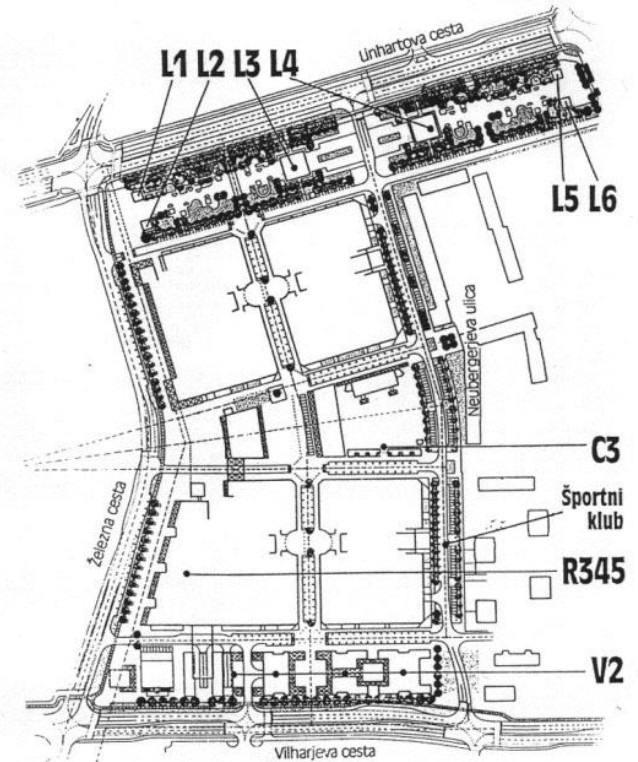 Linhartova cesta
L1 L2 L3 L4
L5 L6
Neubergerjeva ulica
C3
Športni
klub
Železna cesta
R345
V2
Vilharjeva cesta